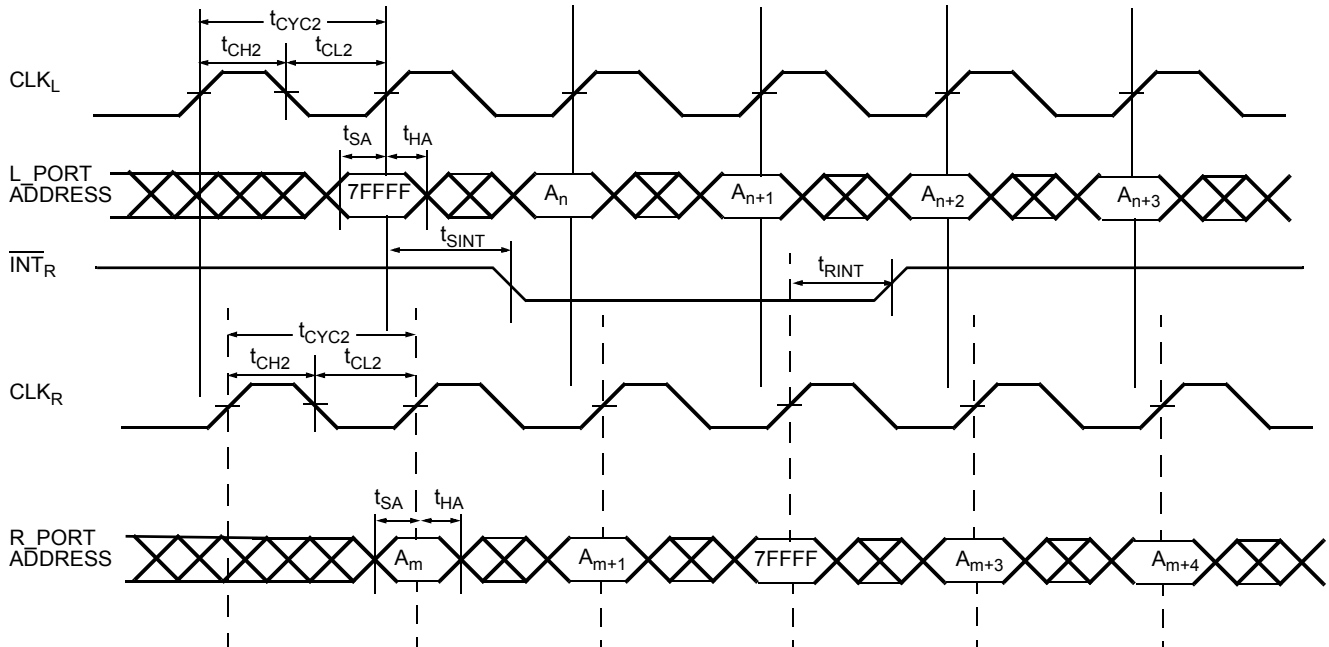 tCYC2
tCH2 tCL2
CLKL
tSA tHA
L_PORT
ADDRESS
7FFFF An An+1 An+2 An+3
tSINT
INTR
tRINT
tCYC2
tCH2 tCL2
CLKR
tSA tHA
R_PORT
ADDRESS
Am Am+1 7FFFF Am+3 Am+4